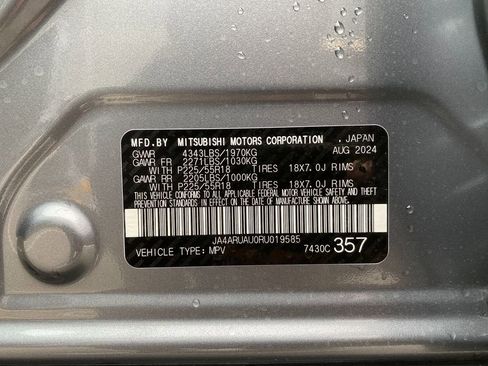 MFD.BY MITSUBISHI MOTORS CORPORATION . JAPAN
GVWR 4343LBS/1970KG AUG 2024
GAWR FR 2271LBS/1030KG
WITH P225/55R18 TIRES 18X7.0J RIMS
GAWR RR 2205LBS/1000KG
WITH P225/55R18 TIRES 18X7.0J RIMS
THIS VEHICLE CONFORMS TO ALL APPLICABLE FEDERAL MOTOR VEHICLE SAFETY AND THEFT
PREVENTION STANDARDS IN EFFECT ON THE DATE OF MANUFACTURE SHOWN ABOVE.
JA4ARUAU0RU019585
VEHICLE TYPE: MPV 7430C 357